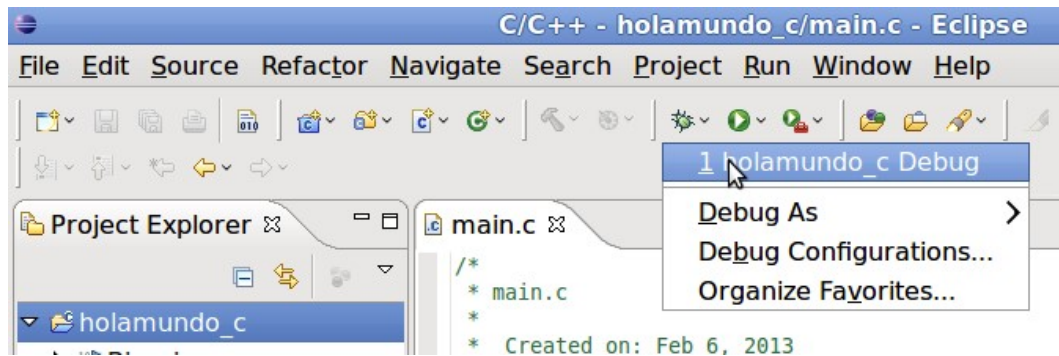 C/C++ - holamundo_c/main.c - Eclipse
File Edit Source Refactor Navigate Search Project Run Window Help
010
1 holamundo_c Debug
Debug As
Debug Configurations...
Organize Favorites...
Project Explorer
main.c
/*
* main.c
*
* Created on: Feb 6, 2013
holamundo_c